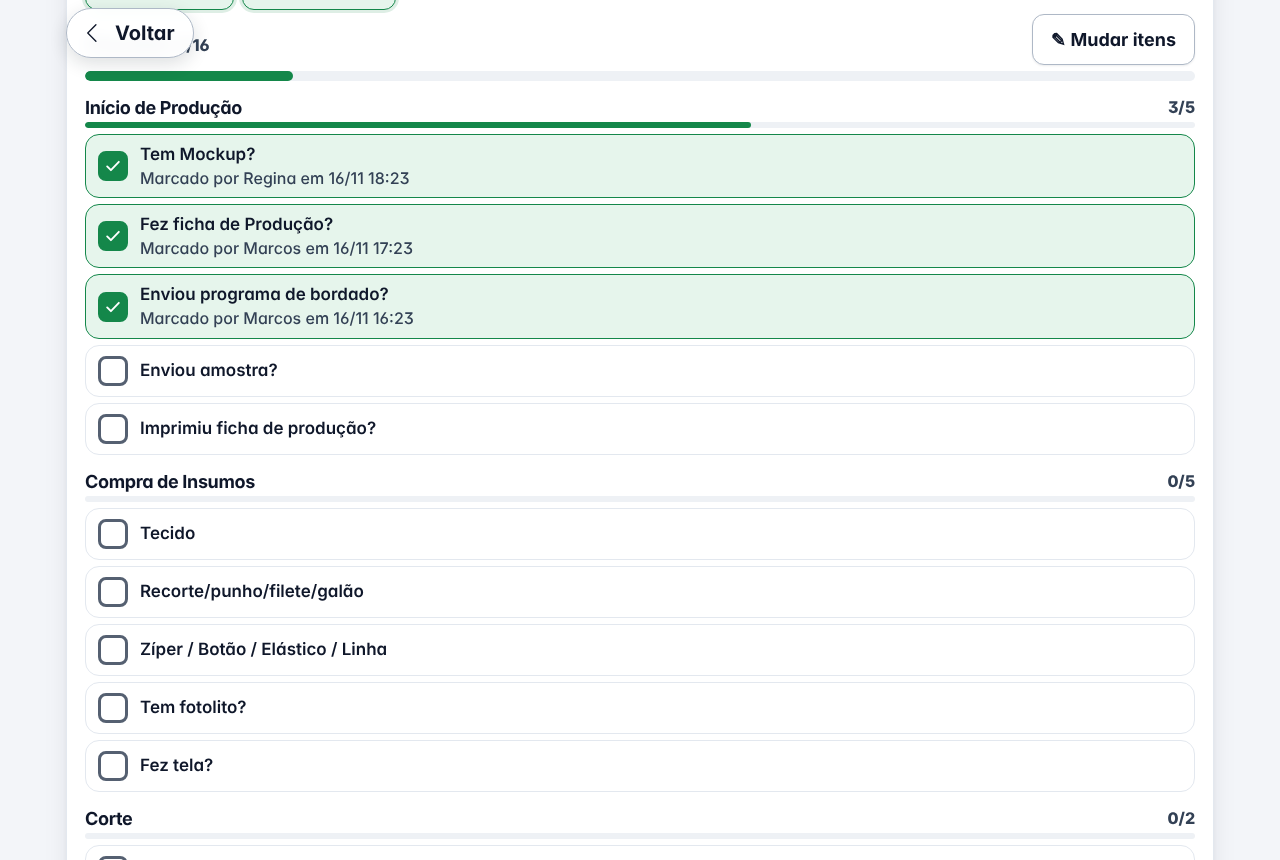 Voltar
/16
✎ Mudar itens
Início de Produção
3/5
Tem Mockup?
Marcado por Regina em 16/11 18:23
Fez ficha de Produção?
Marcado por Marcos em 16/11 17:23
Enviou programa de bordado?
Marcado por Marcos em 16/11 16:23
Enviou amostra?
Imprimiu ficha de produção?
Compra de Insumos
0/5
Tecido
Recorte/punho/filete/galão
Zíper / Botão / Elástico / Linha
Tem fotolito?
Fez tela?
Corte
0/2